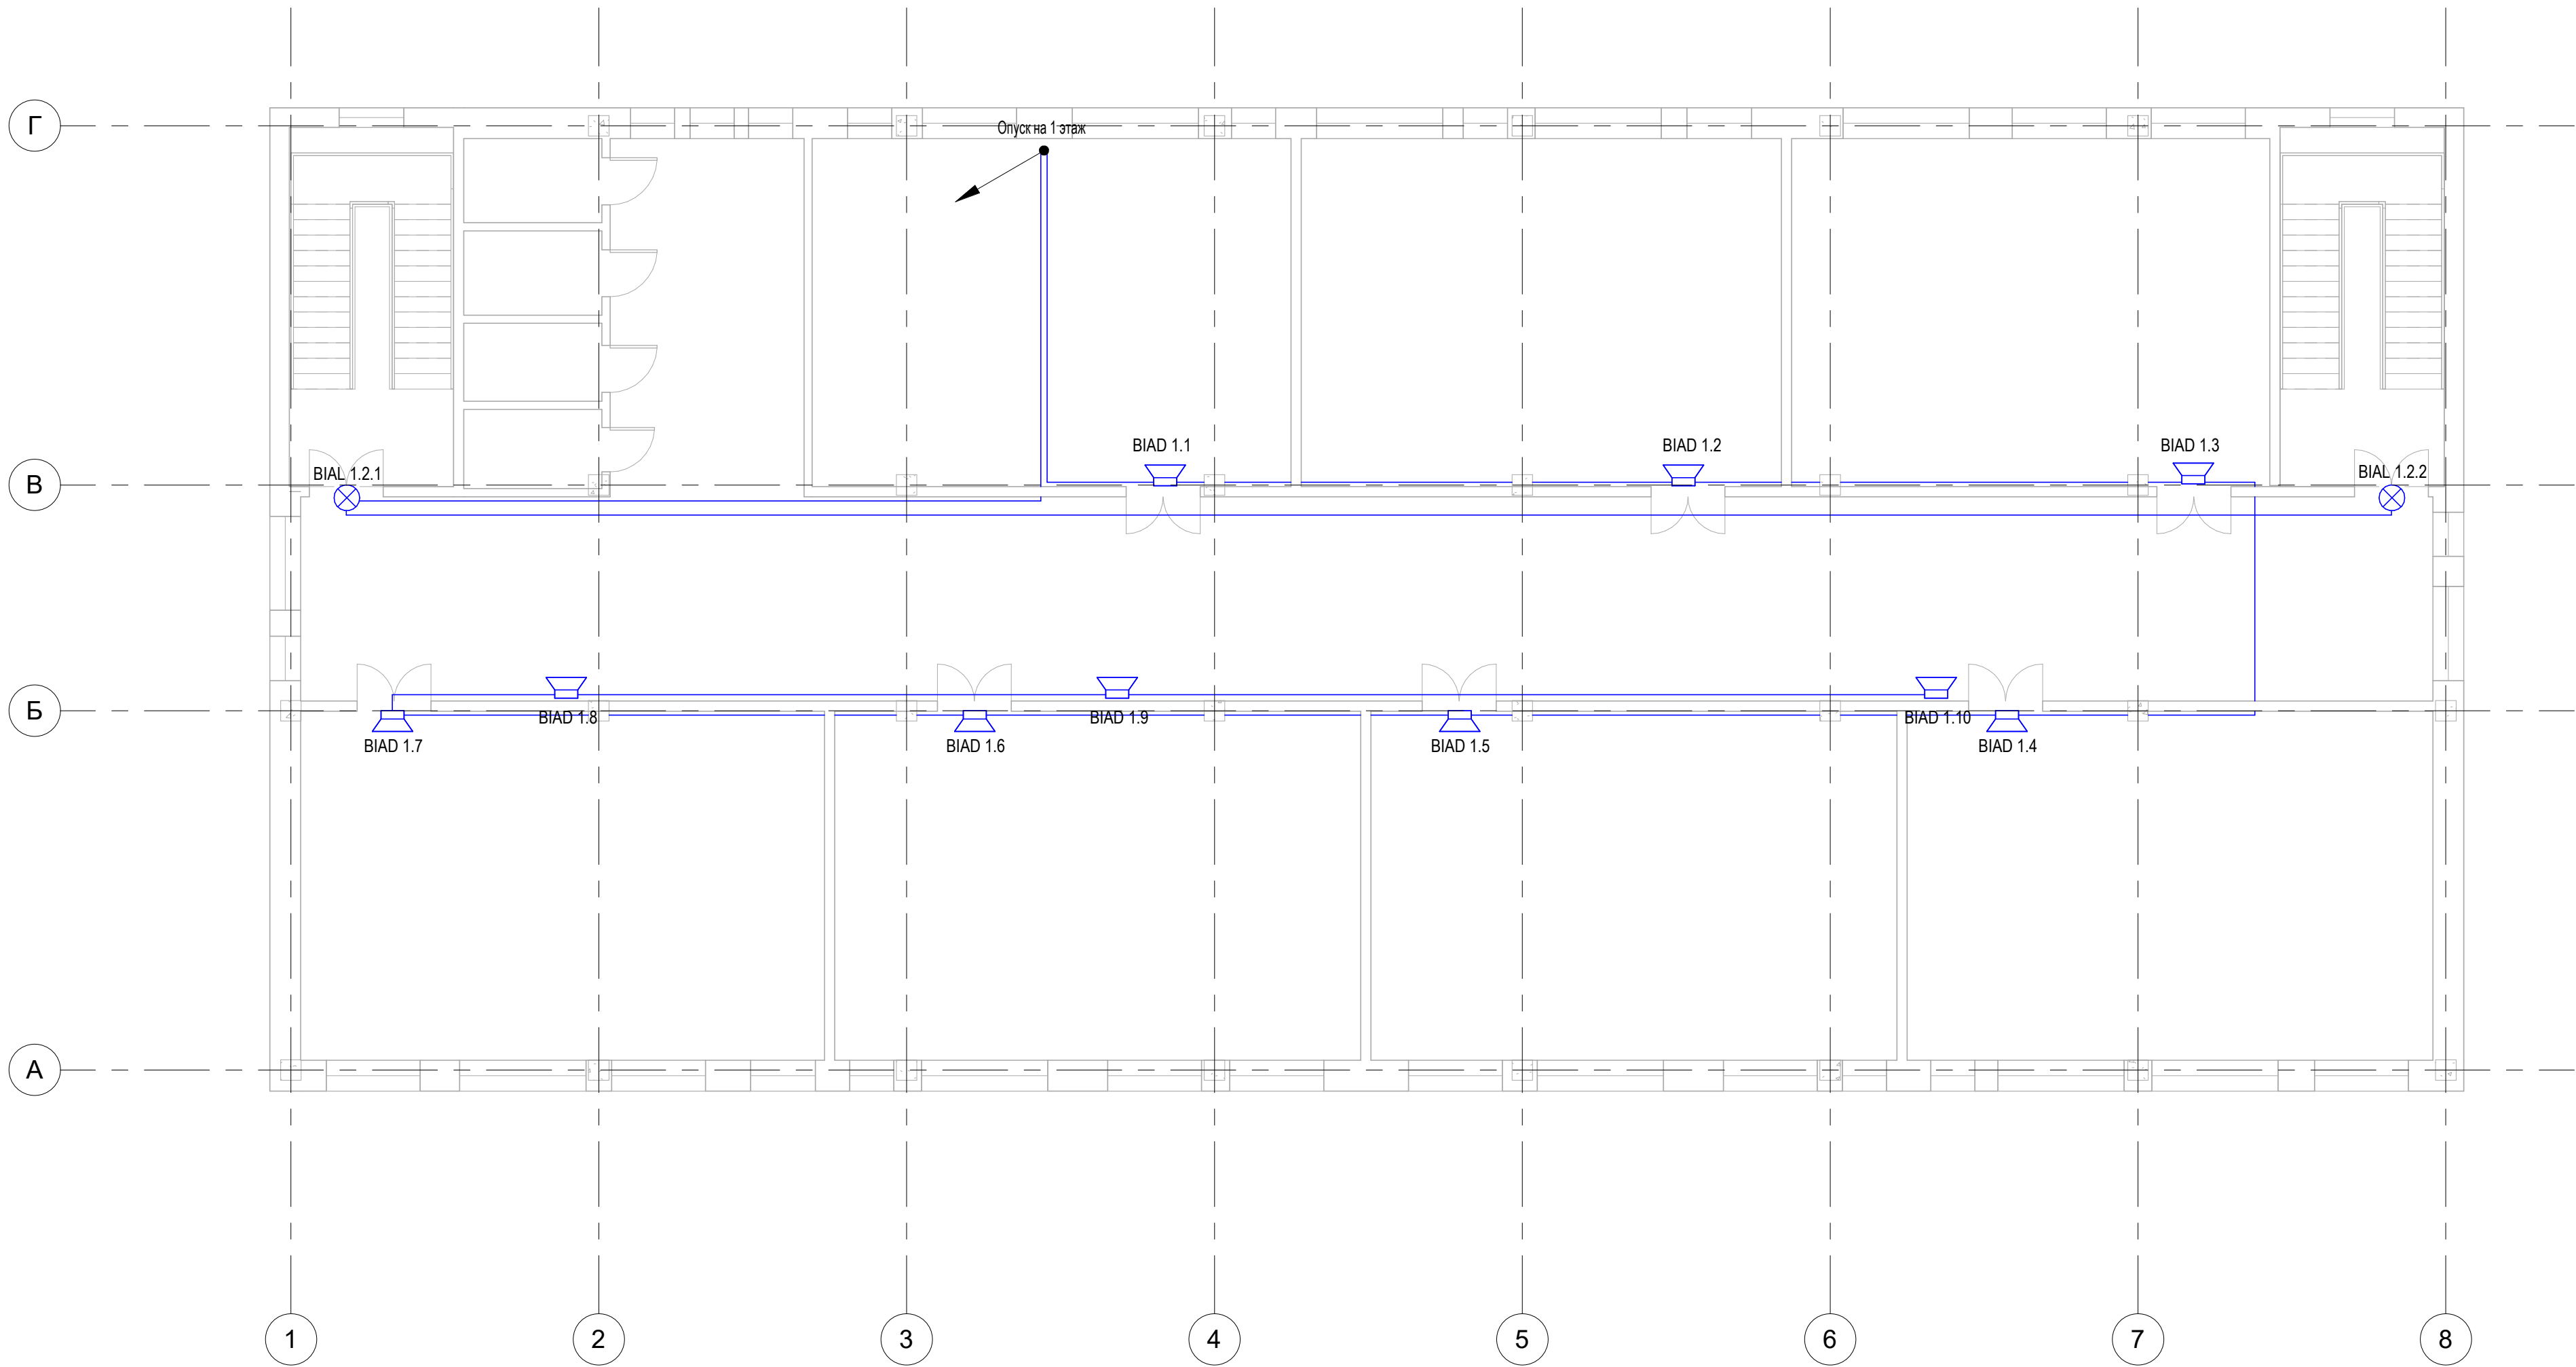 Г
Опуск на 1 этаж
BIAD 1.1
BIAD 1.2
BIAD 1.3
BIAL 1.2.1
BIAL 1.2.2
В
Б
BIAD 1.8
BIAD 1.9
BIAD 1.10
BIAD 1.7
BIAD 1.6
BIAD 1.5
BIAD 1.4
А
1
2
3
4
5
6
7
8